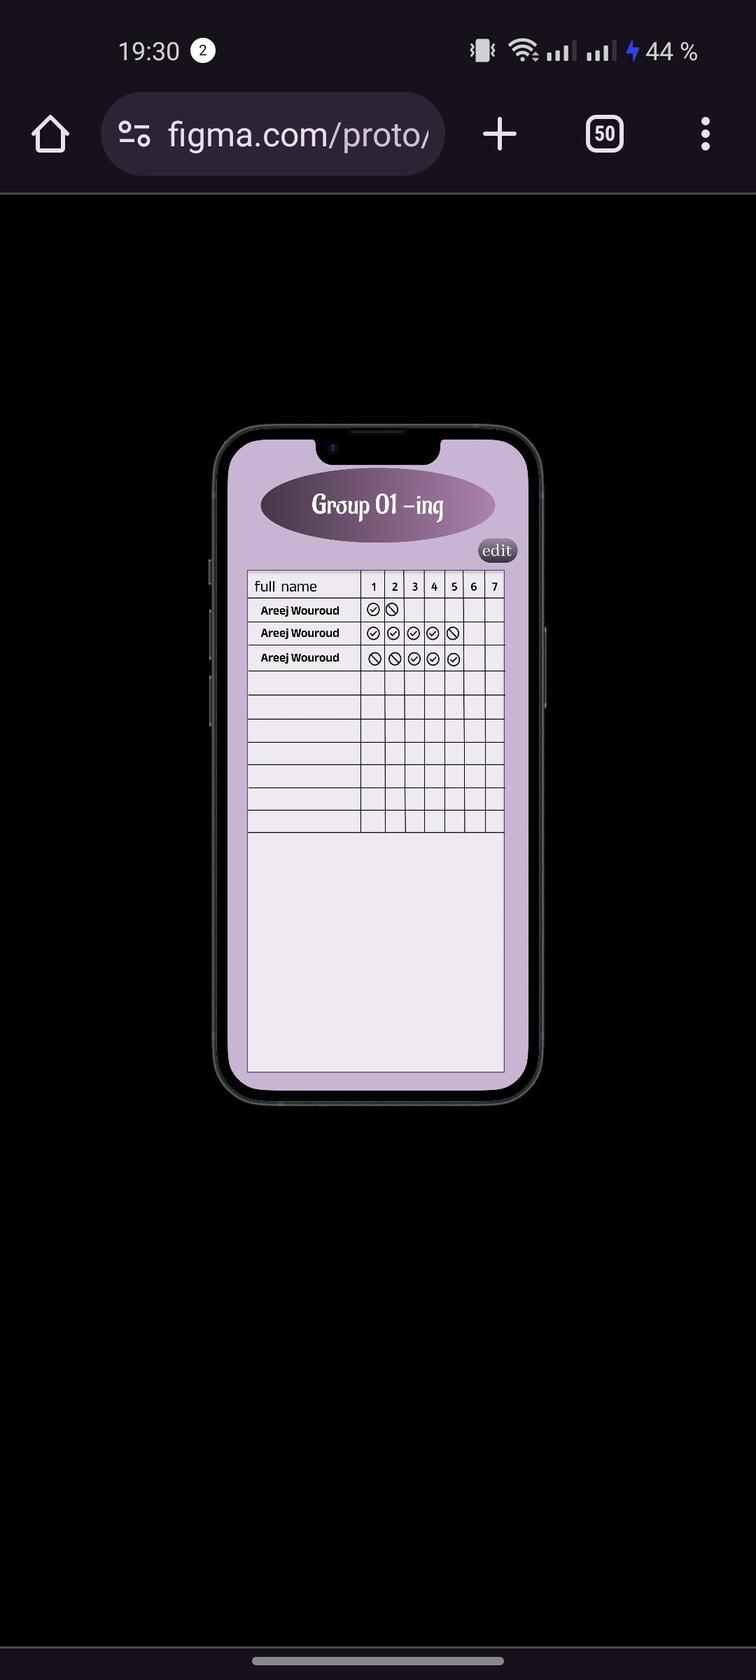 19:30 2 44 %
figma.com/proto/ 50
Group 01 -ing
edit
full name 1 2 3 4 5 6 7
Areej Wouroud
Areej Wouroud
Areej Wouroud